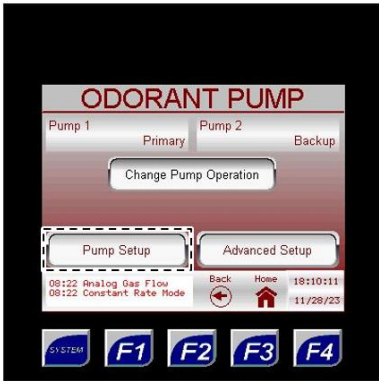 ODORANT PUMP
Pump 1
Primary
Pump 2
Backup
Change Pump Operation
Pump Setup
Advanced Setup
08:22 Analog Gas Flow
08:22 Constant Rate Mode
Back
Home
18:10:11
11/28/23
SYSTEM
F1
F2
F3
F4